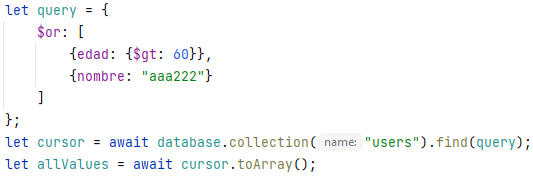 let query = {
    $or: [
        {edad: {$gt: 60}},
        {nombre: "aaa222"}
    ]
};
let cursor = await database.collection( name: "users").find(query);
let allValues = await cursor.toArray();